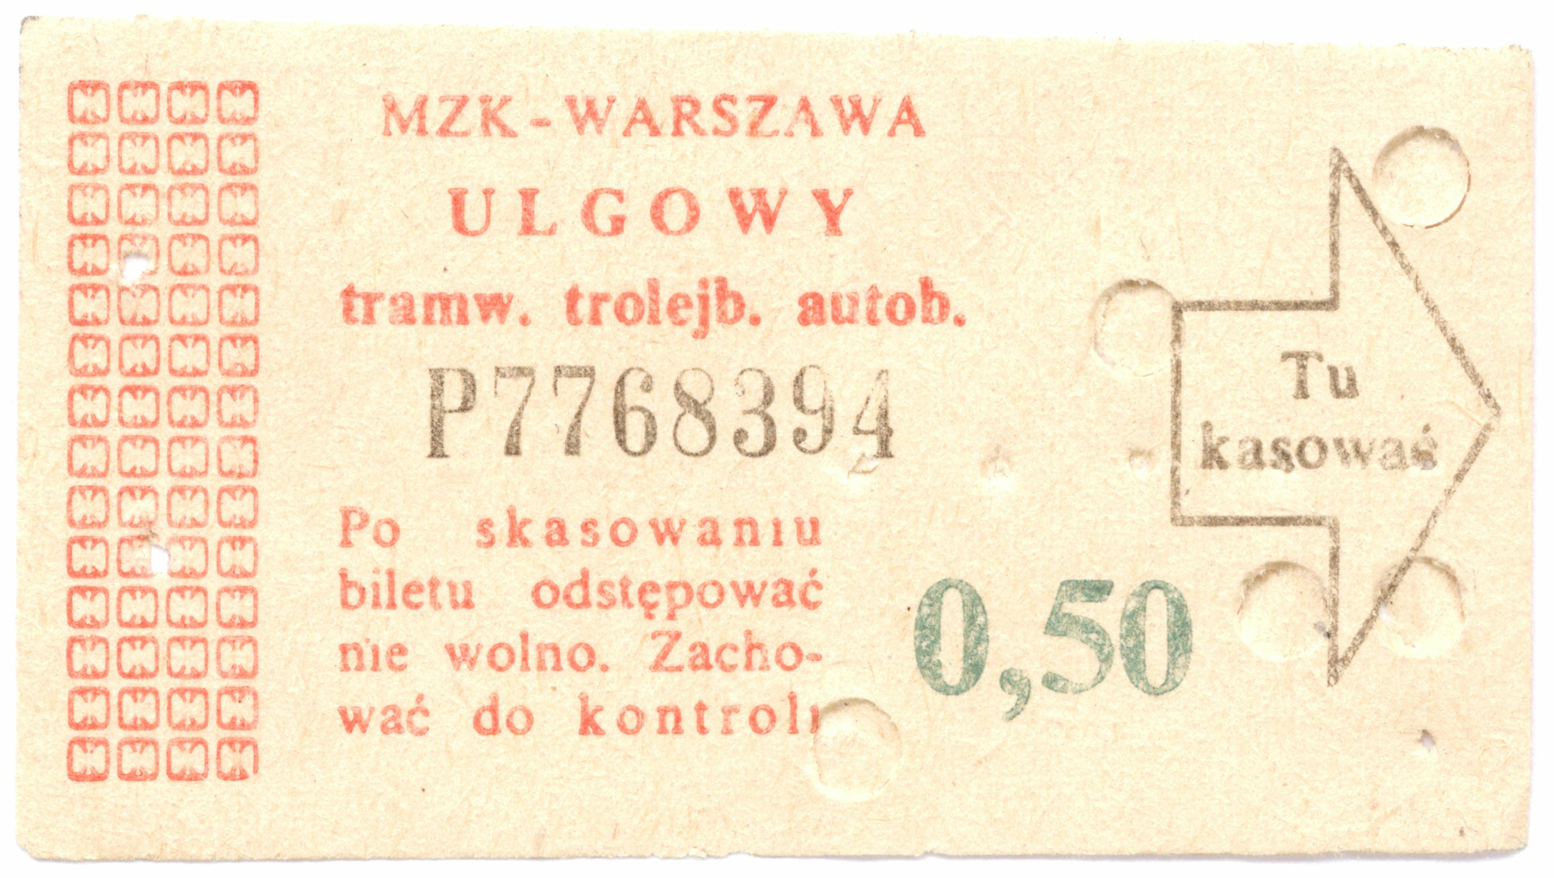 MZK-WARSZAWA
ULGOWY
tramw. trolejb. autob.
P7768394
Po skasowaniu
biletu odstępować
nie wolno. Zacho-
wać do kontroli
0,50
Tu
kasować